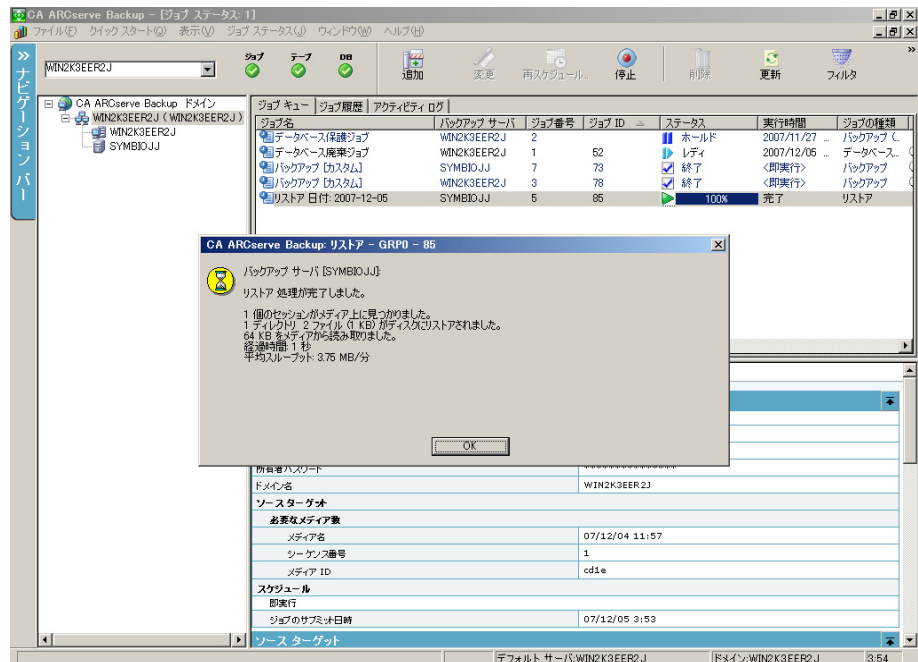 CA ARCserve Backup - [ジョブ ステータス: 1]
ファイル(F) クイック スタート(Q) 表示(V) ジョブ ステータス(J) ウィンドウ(W) ヘルプ(H)
WIN2K3EER2J ジョブ テープ DB 追加 変更 再スケジュール... 停止 削除 更新 フィルタ
ナビゲーション バー
CA ARCserve Backup ドメイン
WIN2K3EER2J ( WIN2K3EER2J )
WIN2K3EER2J
SYMBIOJJ
ジョブ キュー ジョブ履歴 アクティビティ ログ
ジョブ名 バックアップ サーバ ジョブ番号 ジョブ ID ステータス 実行時間 ジョブの種類
データベース保護ジョブ WIN2K3EER2J 2 ホールド 2007/11/27 ... バックアップ (...
データベース廃棄ジョブ WIN2K3EER2J 1 52 レディ 2007/12/05 ... データベース...
バックアップ [カスタム] SYMBIOJJ 7 73 終了 <即実行> バックアップ
バックアップ [カスタム] WIN2K3EER2J 3 78 終了 <即実行> バックアップ
リストア 日付: 2007-12-05 SYMBIOJJ 5 85 100% 完了 リストア
CA ARCserve Backup: リストア - GRP0 - 85
バックアップ サーバ [SYMBIOJJ]:
リストア 処理が完了しました。
1 個のセッションがメディア上に見つかりました。
1 ディレクトリ 2 ファイル (1 KB) がディスクにリストアされました。
64 KB をメディアから読み取りました。
経過時間: 1 秒
平均スループット: 3.75 MB/分
OK
所有者パスワード
ドメイン名 WIN2K3EER2J
ソース ターゲット
必要なメディア数
メディア名 07/12/04 11:57
シーケンス番号 1
メディア ID cd1e
スケジュール
即実行
ジョブのサブミット日時 07/12/05 3:53
ソース ターゲット
デフォルト サーバ:WIN2K3EER2J ドメイン:WIN2K3EER2J 3:54